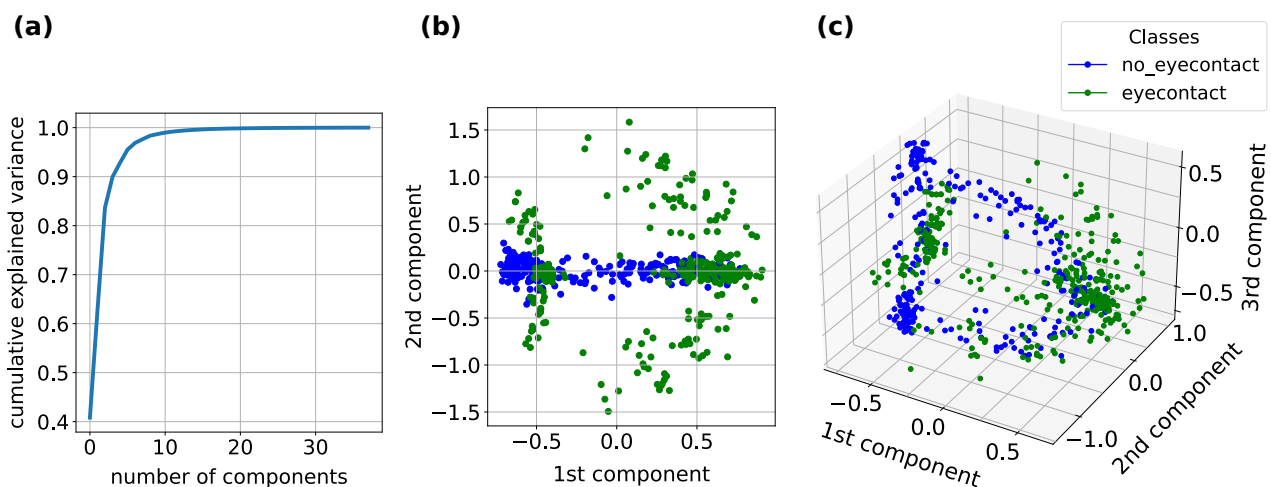 (a)
(b)
(c)
cumulative explained variance
1.0
0.9
0.8
0.7
0.6
0.5
0.4
0
10
20
30
number of components
2nd component
1.5
1.0
0.5
0.0
−0.5
−1.0
−1.5
−0.5
0.0
0.5
1st component
Classes
no_eyecontact
eyecontact
0.5
0.0
−0.5
3rd component
1.0
0.0
−1.0
2nd component
−0.5
0.0
0.5
1st component